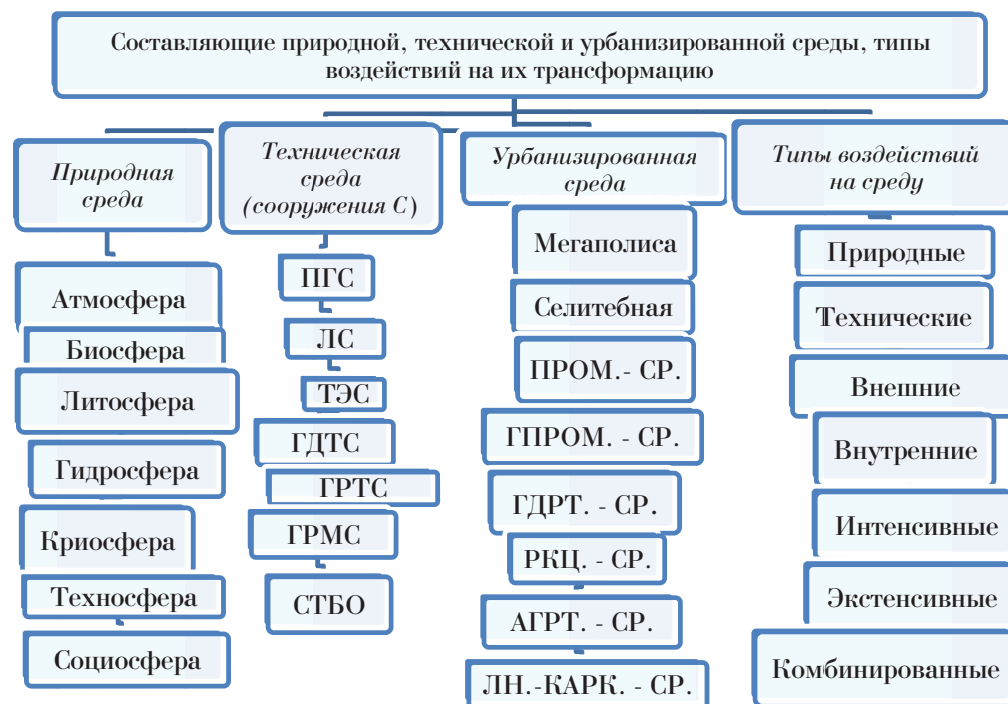 Составляющие природной, технической и урбанизированной среды, типы
воздействий на их трансформацию
Природная
среда
Атмосфера
Биосфера
Литосфера
Гидросфера
Криосфера
Техносфера
Социосфера
Техническая
среда
(сооружения С)
ПГС
ЛС
ТЭС
ГДТС
ГРТС
ГРМС
СТБО
Урбанизированная
среда
Мегаполиса
Селитебная
ПРОМ.- СР.
ГПРОМ. - СР.
ГДРТ. - СР.
РКЦ. - СР.
АГРТ. - СР.
ЛН.-КАРК. - СР.
Типы воздействий
на среду
Природные
Технические
Внешние
Внутренние
Интенсивные
Экстенсивные
Комбинированные